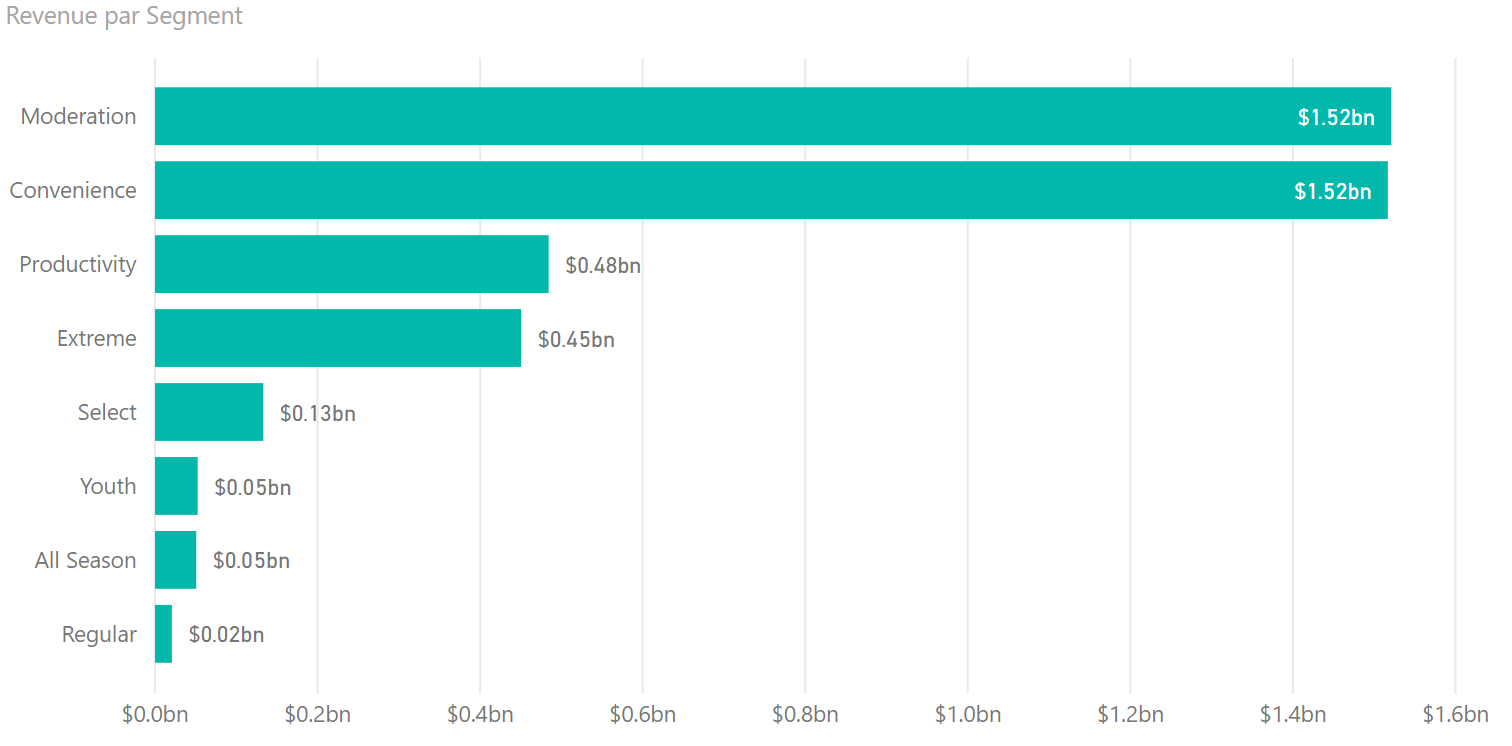 Revenue par Segment
Moderation $1.52bn
Convenience $1.52bn
Productivity $0.48bn
Extreme $0.45bn
Select $0.13bn
Youth $0.05bn
All Season $0.05bn
Regular $0.02bn
$0.0bn $0.2bn $0.4bn $0.6bn $0.8bn $1.0bn $1.2bn $1.4bn $1.6bn